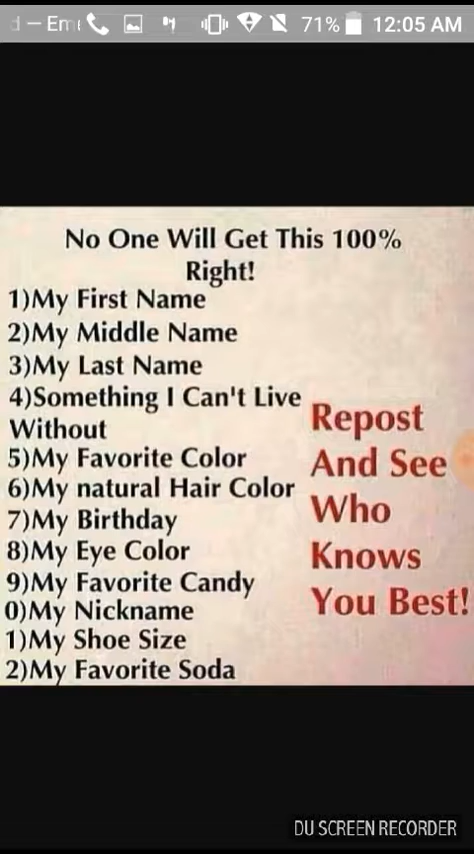 d — Em 71% 12:05 AM
No One Will Get This 100%
Right!
1)My First Name
2)My Middle Name
3)My Last Name
4)Something I Can't Live
Without
5)My Favorite Color
6)My natural Hair Color
7)My Birthday
8)My Eye Color
9)My Favorite Candy
0)My Nickname
1)My Shoe Size
2)My Favorite Soda
Repost
And See
Who
Knows
You Best!
DU SCREEN RECORDER